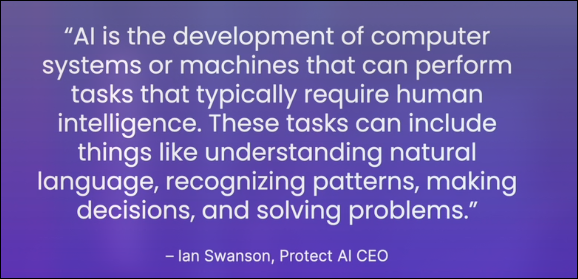 “AI is the development of computer
systems or machines that can perform
tasks that typically require human
intelligence. These tasks can include
things like understanding natural
language, recognizing patterns, making
decisions, and solving problems.”
– Ian Swanson, Protect AI CEO